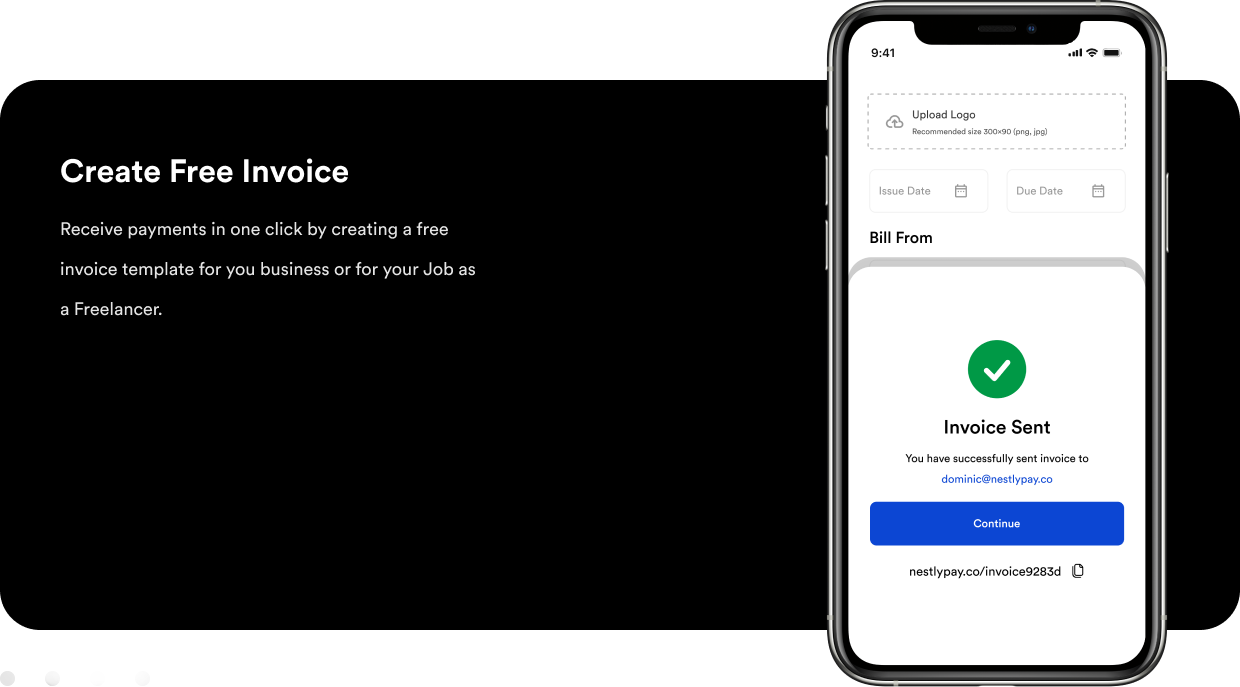 Create Free Invoice
Receive payments in one click by creating a free
invoice template for you business or for your Job as
a Freelancer.
9:41
Upload Logo
Recommended size 300×90 (png, jpg)
Issue Date
Due Date
Bill From
Invoice Sent
You have successfully sent invoice to
dominic@nestlypay.co
Continue
nestlypay.co/invoice9283d